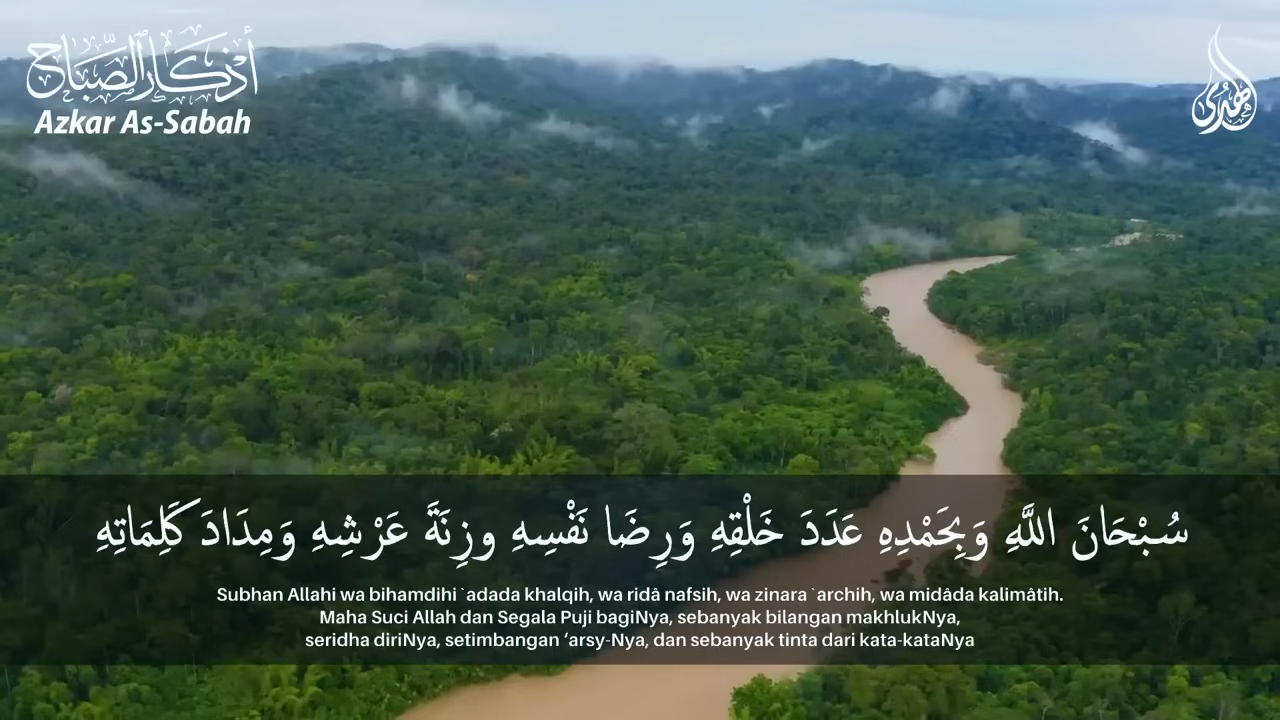 أذكار الصباح
Azkar As-Sabah
هدى
سُبْحَانَ اللَّهِ وَبِحَمْدِهِ عَدَدَ خَلْقِهِ وَرِضَا نَفْسِهِ وزِنَةَ عَرْشِهِ وَمِدَادَ كَلِمَاتِهِ
Subhan Allahi wa bihamdihi `adada khalqih, wa ridâ nafsih, wa zinara `archih, wa midâda kalimâtih.
Maha Suci Allah dan Segala Puji bagiNya, sebanyak bilangan makhlukNya,
seridha diriNya, setimbangan ‘arsy-Nya, dan sebanyak tinta dari kata-kataNya